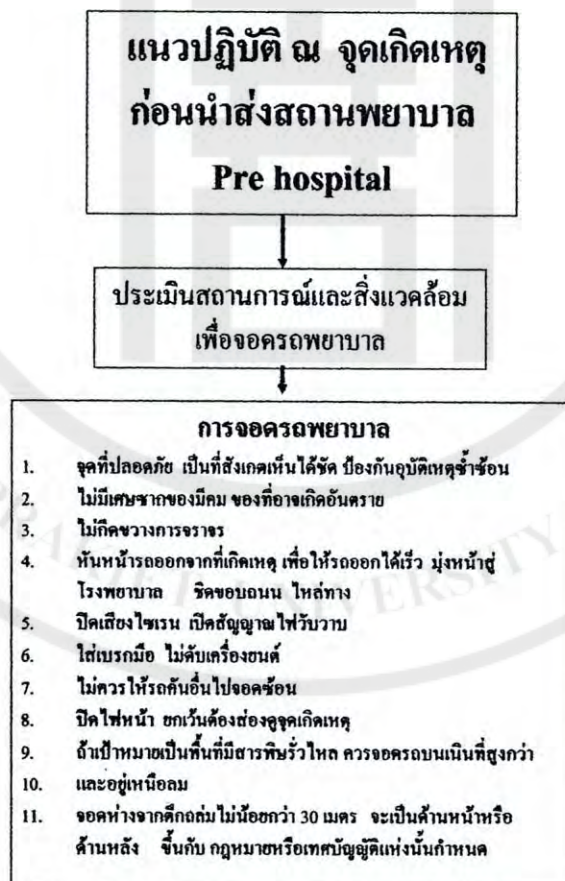 แนวปฏิบัติ ณ จุดเกิดเหตุ
ก่อนนำส่งสถานพยาบาล
Pre hospital
ประเมินสถานการณ์และสิ่งแวดล้อม
เพื่อจอดรถพยาบาล
การจอดรถพยาบาล
1. จุดที่ปลอดภัย เป็นที่สังเกตเห็นได้ชัด ป้องกันอุบัติเหตุซ้ำซ้อน
2. ไม่มีเศษซากของมีคม ของที่อาจเกิดอันตราย
3. ไม่กีดขวางการจราจร
4. หันหน้ารถออกจากที่เกิดเหตุ เพื่อให้รถออกได้เร็ว มุ่งหน้าสู่
โรงพยาบาล ชิดขอบถนน ไหล่ทาง
5. ปิดเสียงไซเรน เปิดสัญญาณไฟวับวาบ
6. ใส่เบรกมือ ไม่ดับเครื่องยนต์
7. ไม่ควรให้รถคันอื่นไปจอดซ้อน
8. ปิดไฟหน้า ยกเว้นต้องส่องดูจุดเกิดเหตุ
9. ถ้าเป้าหมายเป็นพื้นที่มีสารพิษรั่วไหล ควรจอดรถบนเนินที่สูงกว่า
10. และอยู่เหนือลม
11. จอดห่างจากตึกถล่มไม่น้อยกว่า 30 เมตร จะเป็นด้านหน้าหรือ
ด้านหลัง ขึ้นกับ กฎหมายหรือเทศบัญญัติแห่งนั้นกำหนด